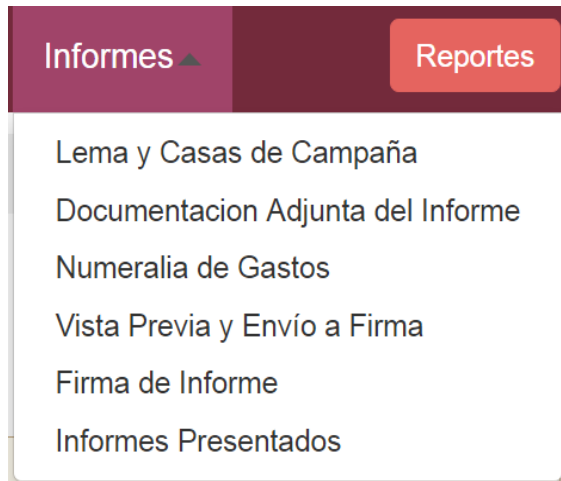 Informes
Reportes
Lema y Casas de Campaña
Documentacion Adjunta del Informe
Numeralia de Gastos
Vista Previa y Envío a Firma
Firma de Informe
Informes Presentados